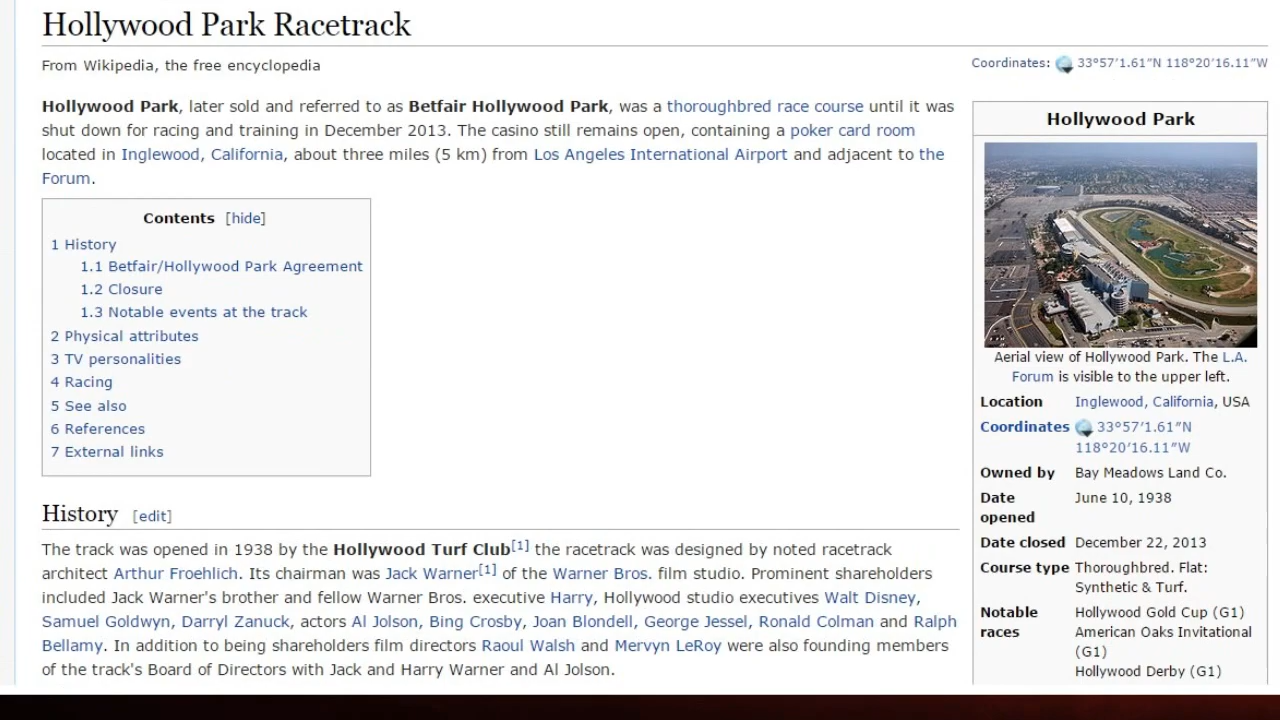 Hollywood Park Racetrack
From Wikipedia, the free encyclopedia
Coordinates: 33°57′1.61″N 118°20′16.11″W
Hollywood Park, later sold and referred to as Betfair Hollywood Park, was a thoroughbred race course until it was
shut down for racing and training in December 2013. The casino still remains open, containing a poker card room
located in Inglewood, California, about three miles (5 km) from Los Angeles International Airport and adjacent to the
Forum.
Contents [hide]
1 History
1.1 Betfair/Hollywood Park Agreement
1.2 Closure
1.3 Notable events at the track
2 Physical attributes
3 TV personalities
4 Racing
5 See also
6 References
7 External links
History [edit]
The track was opened in 1938 by the Hollywood Turf Club[1] the racetrack was designed by noted racetrack
architect Arthur Froehlich. Its chairman was Jack Warner[1] of the Warner Bros. film studio. Prominent shareholders
included Jack Warner's brother and fellow Warner Bros. executive Harry, Hollywood studio executives Walt Disney,
Samuel Goldwyn, Darryl Zanuck, actors Al Jolson, Bing Crosby, Joan Blondell, George Jessel, Ronald Colman and Ralph
Bellamy. In addition to being shareholders film directors Raoul Walsh and Mervyn LeRoy were also founding members
of the track's Board of Directors with Jack and Harry Warner and Al Jolson.
Hollywood Park
Aerial view of Hollywood Park. The L.A.
Forum is visible to the upper left.
Location Inglewood, California, USA
Coordinates 33°57′1.61″N
118°20′16.11″W
Owned by Bay Meadows Land Co.
Date June 10, 1938
opened
Date closed December 22, 2013
Course type Thoroughbred. Flat:
Synthetic & Turf.
Notable Hollywood Gold Cup (G1)
races American Oaks Invitational
(G1)
Hollywood Derby (G1)